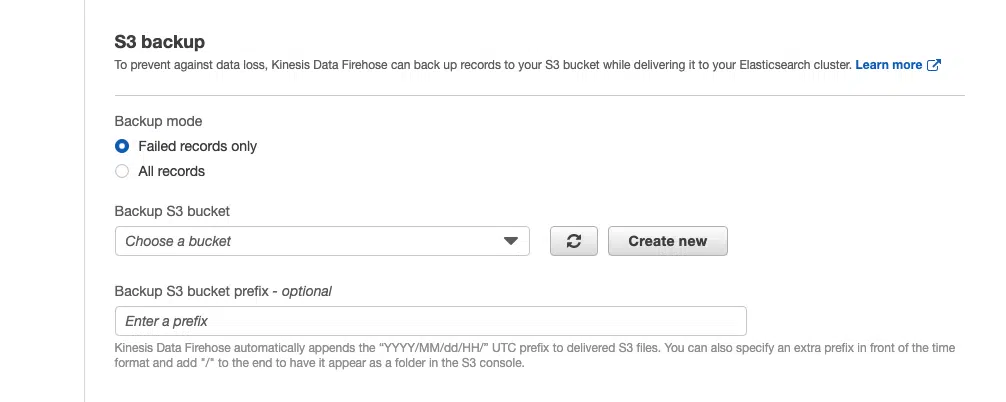 S3 backup
To prevent against data loss, Kinesis Data Firehose can back up records to your S3 bucket while delivering it to your Elasticsearch cluster. Learn more
Backup mode
Failed records only
All records
Backup S3 bucket
Choose a bucket
Create new
Backup S3 bucket prefix - optional
Enter a prefix
Kinesis Data Firehose automatically appends the “YYYY/MM/dd/HH/” UTC prefix to delivered S3 files. You can also specify an extra prefix in front of the time
format and add "/" to the end to have it appear as a folder in the S3 console.